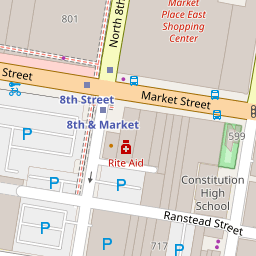 801
North 8th
Market
Place East
Shopping
Center
Street
8th Street
Market Street
8th & Market
599
P
P
Rite Aid
P
Constitution
High
School
Ranstead Street
P
P
717